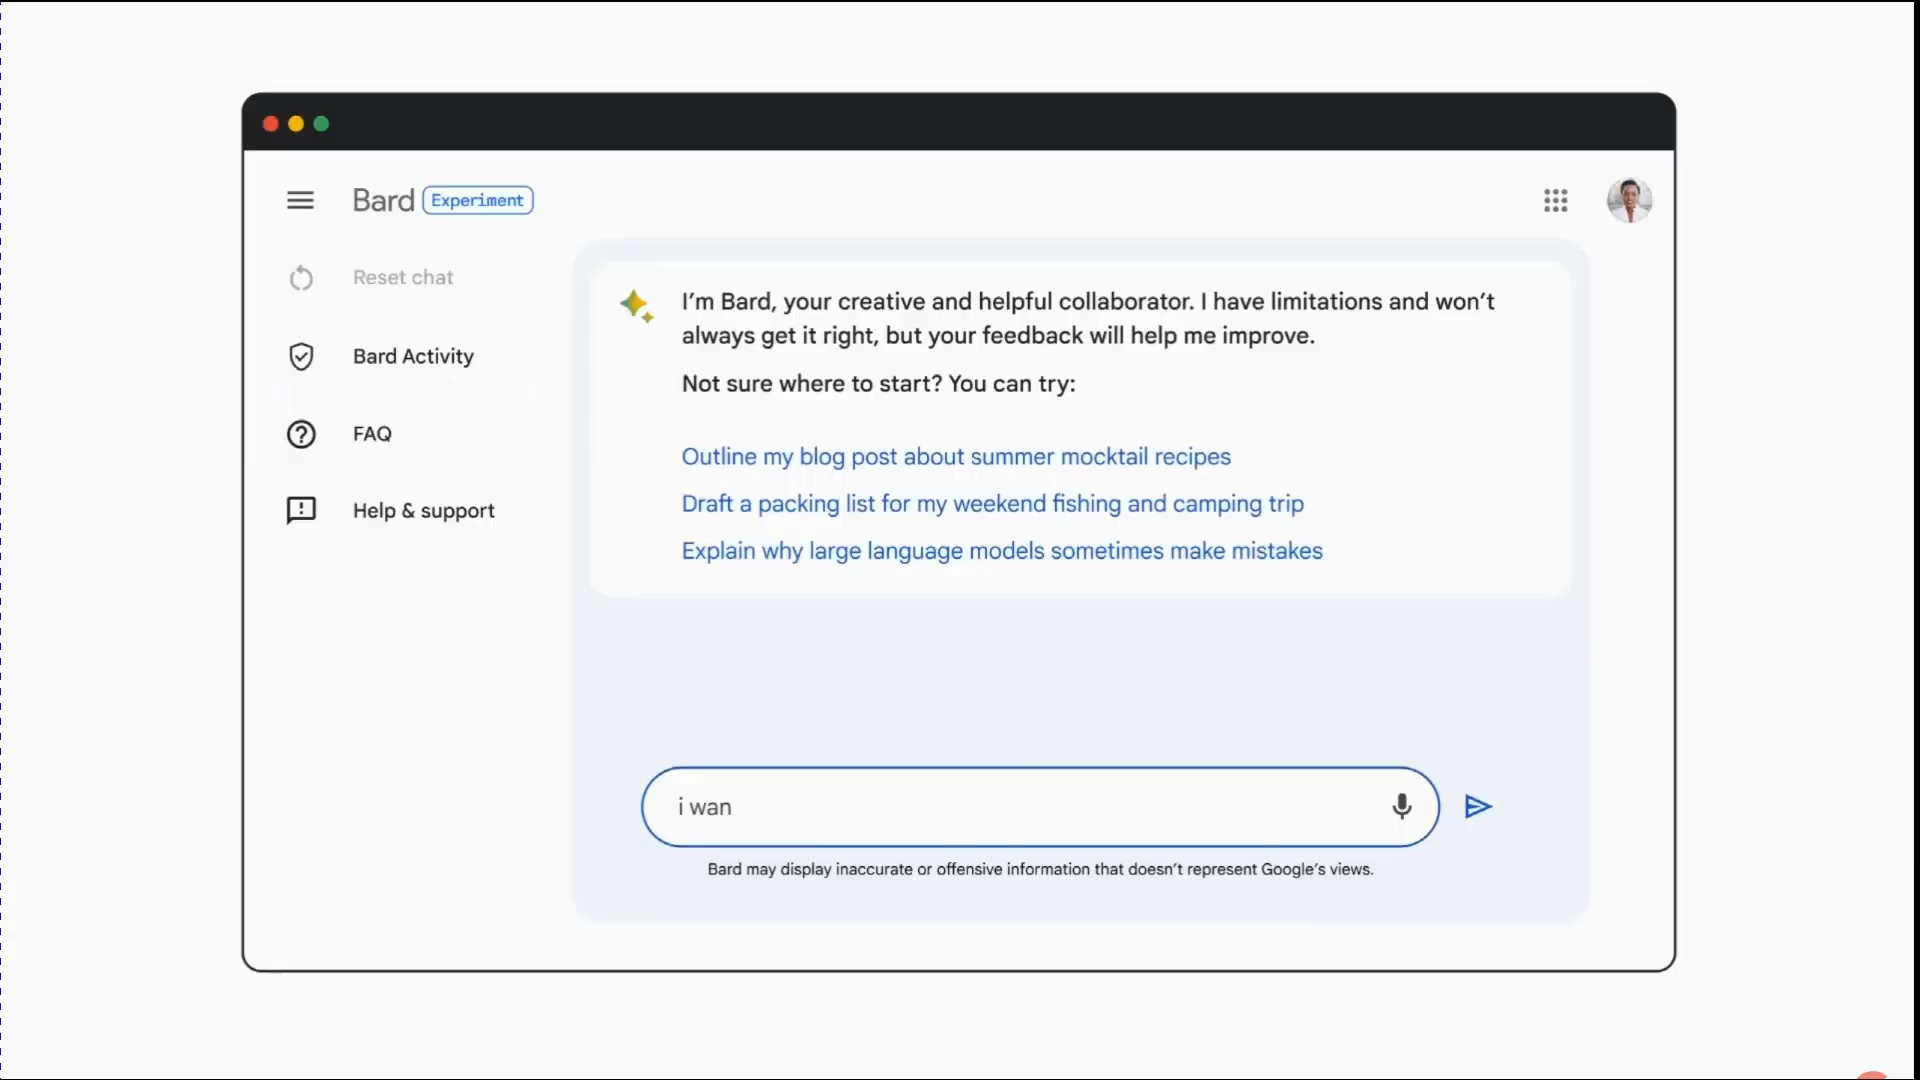 Bard Experiment
Reset chat
Bard Activity
FAQ
Help & support
I’m Bard, your creative and helpful collaborator. I have limitations and won’t
always get it right, but your feedback will help me improve.
Not sure where to start? You can try:
Outline my blog post about summer mocktail recipes
Draft a packing list for my weekend fishing and camping trip
Explain why large language models sometimes make mistakes
i wan
Bard may display inaccurate or offensive information that doesn’t represent Google’s views.